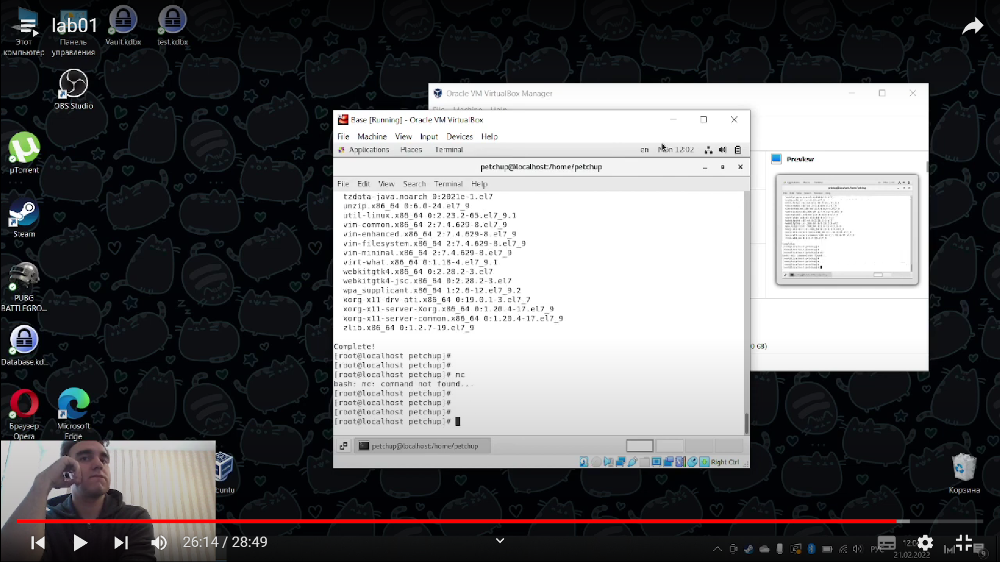 lab01
Этот компьютер
Панель управления
Vault.kdbx
test.kdbx
OBS Studio
µTorrent
Steam
PUBG BATTLEGRO...
Database.kd...
Браузер Opera
Microsoft Edge
buntu
Корзина
Oracle VM VirtualBox Manager
File Machine Help
Preview
0 GB)
Base [Running] - Oracle VM VirtualBox
File Machine View Input Devices Help
Applications Places Terminal
en Mon 12:02
petchup@localhost:/home/petchup
File Edit View Search Terminal Help
tzdata-java.noarch 0:2021e-1.el7
unzip.x86_64 0:6.0-24.el7_9
util-linux.x86_64 0:2.23.2-65.el7_9.1
vim-common.x86_64 2:7.4.629-8.el7_9
vim-enhanced.x86_64 2:7.4.629-8.el7_9
vim-filesystem.x86_64 2:7.4.629-8.el7_9
vim-minimal.x86_64 2:7.4.629-8.el7_9
virt-what.x86_64 0:1.18-4.el7_9.1
webkitgtk4.x86_64 0:2.28.2-3.el7
webkitgtk4-jsc.x86_64 0:2.28.2-3.el7
wpa_supplicant.x86_64 1:2.6-12.el7_9.2
xorg-x11-drv-ati.x86_64 0:19.0.1-3.el7_7
xorg-x11-server-Xorg.x86_64 0:1.20.4-17.el7_9
xorg-x11-server-common.x86_64 0:1.20.4-17.el7_9
zlib.x86_64 0:1.2.7-19.el7_9
Complete!
[root@localhost petchup]#
[root@localhost petchup]#
[root@localhost petchup]# mc
bash: mc: command not found...
[root@localhost petchup]#
[root@localhost petchup]#
[root@localhost petchup]#
[root@localhost petchup]#
petchup@localhost:/home/petchup
Right Ctrl
26:14 / 28:49
21.02.2022
9